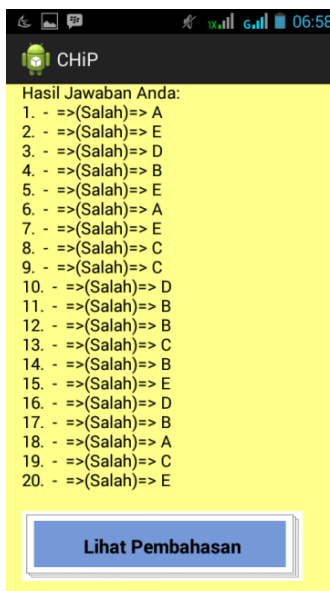 1X G 06:58
CHiP
Hasil Jawaban Anda:
1. - =>(Salah)=> A
2. - =>(Salah)=> E
3. - =>(Salah)=> D
4. - =>(Salah)=> B
5. - =>(Salah)=> E
6. - =>(Salah)=> A
7. - =>(Salah)=> E
8. - =>(Salah)=> C
9. - =>(Salah)=> C
10. - =>(Salah)=> D
11. - =>(Salah)=> B
12. - =>(Salah)=> B
13. - =>(Salah)=> C
14. - =>(Salah)=> B
15. - =>(Salah)=> E
16. - =>(Salah)=> D
17. - =>(Salah)=> B
18. - =>(Salah)=> A
19. - =>(Salah)=> C
20. - =>(Salah)=> E
Lihat Pembahasan